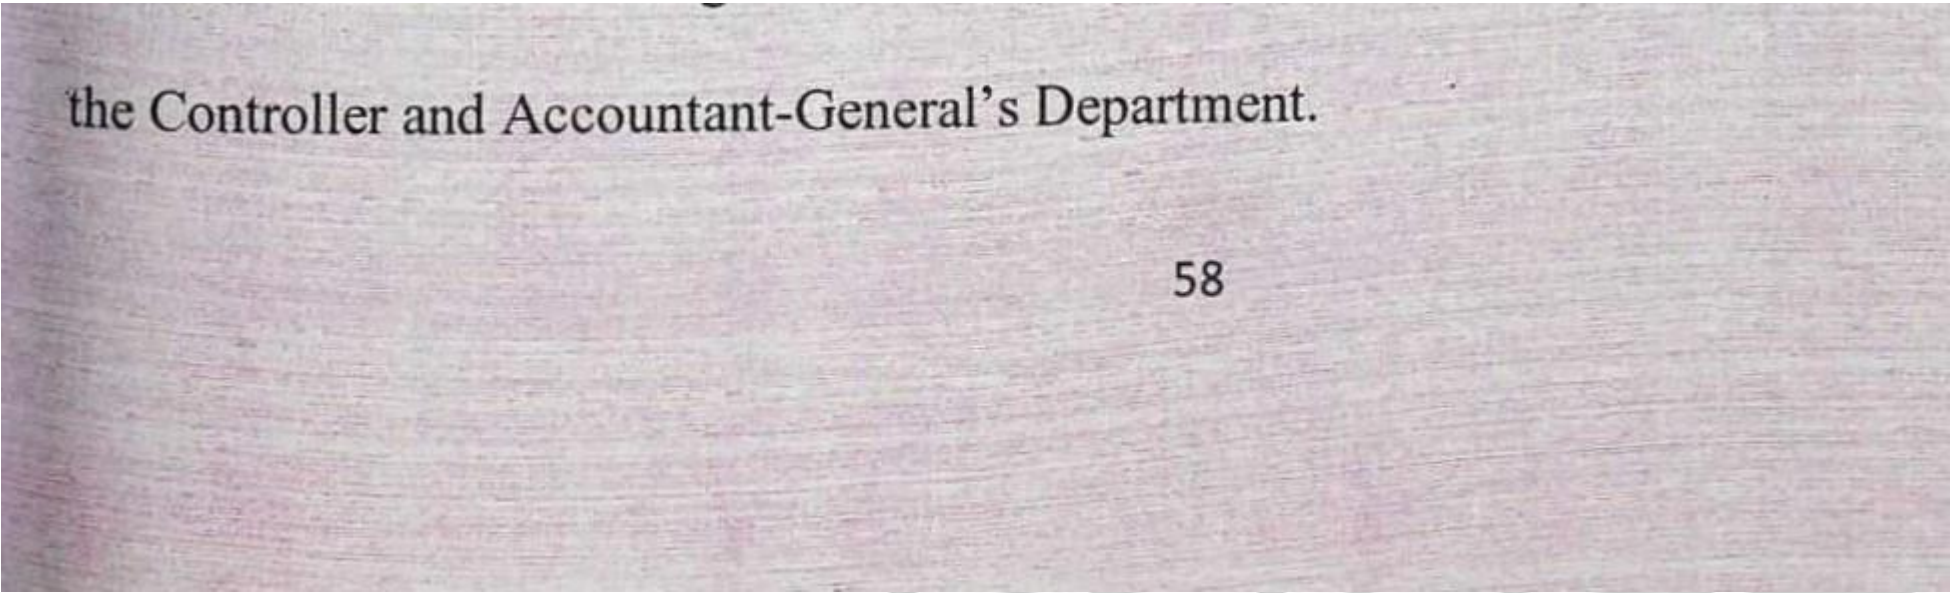 the Controller and Accountant-General’s Department.
58